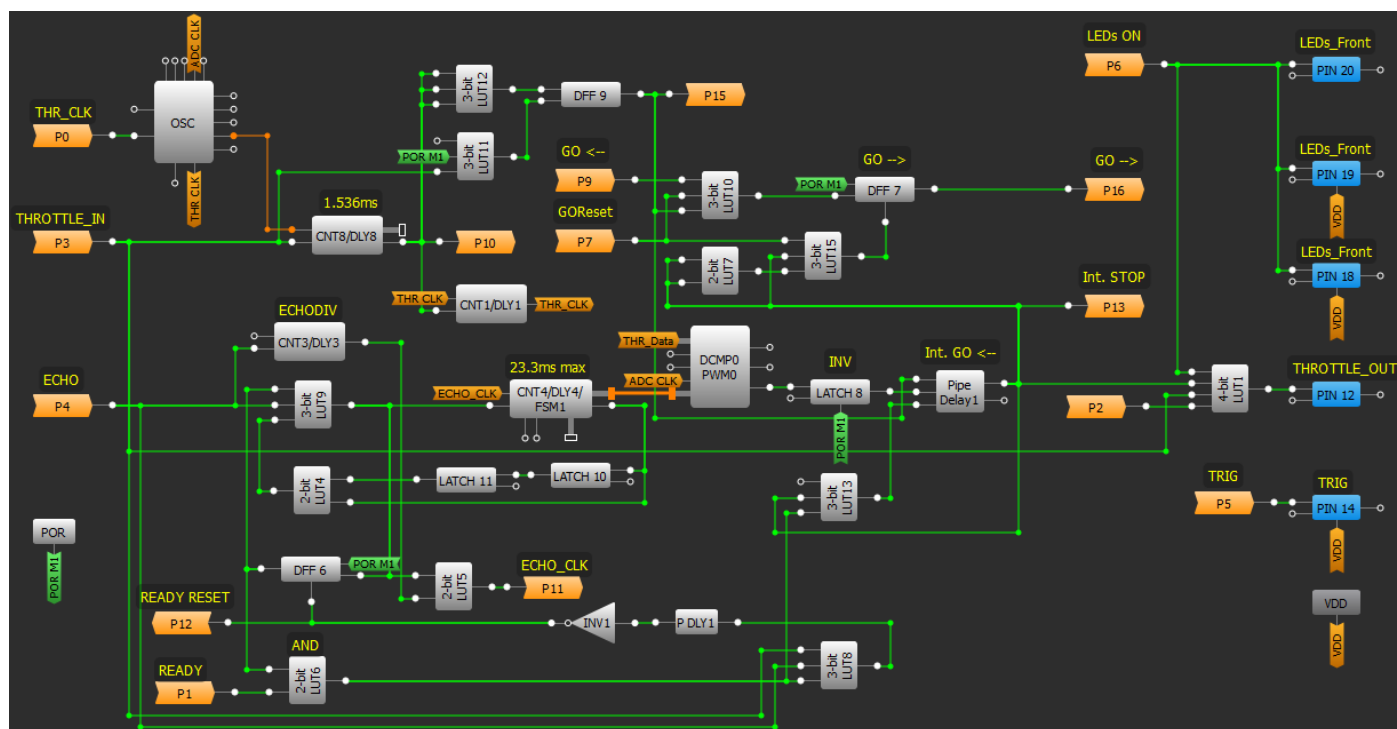 ADC CLK
LEDs ON
P6
LEDs_Front
PIN 20
THR_CLK
P0
OSC
THR CLK
3-bit
LUT12
DFF 9
P15
POR M1
3-bit
LUT11
GO <--
P9
3-bit
LUT10
GO -->
POR M1
DFF 7
GO -->
P16
LEDs_Front
PIN 19
VDD
THROTTLE_IN
P3
1.536ms
CNT8/DLY8
P10
GOReset
P7
2-bit
LUT7
3-bit
LUT15
LEDs_Front
PIN 18
VDD
THR CLK
CNT1/DLY1
THR_CLK
Int. STOP
P13
ECHODIV
CNT3/DLY3
THR_Data
ADC CLK
DCMP0
PWM0
INV
LATCH 8
POR M1
Int. GO <--
Pipe
Delay1
ECHO
P4
3-bit
LUT9
23.3ms max
ECHO_CLK
CNT4/DLY4/
FSM1
P2
4-bit
LUT1
THROTTLE_OUT
PIN 12
2-bit
LUT4
LATCH 11
LATCH 10
3-bit
LUT13
TRIG
P5
TRIG
PIN 14
VDD
POR
POR M1
DFF 6
POR M1
2-bit
LUT5
ECHO_CLK
P11
VDD
VDD
READY RESET
P12
INV1
P DLY1
AND
2-bit
LUT6
READY
P1
3-bit
LUT8